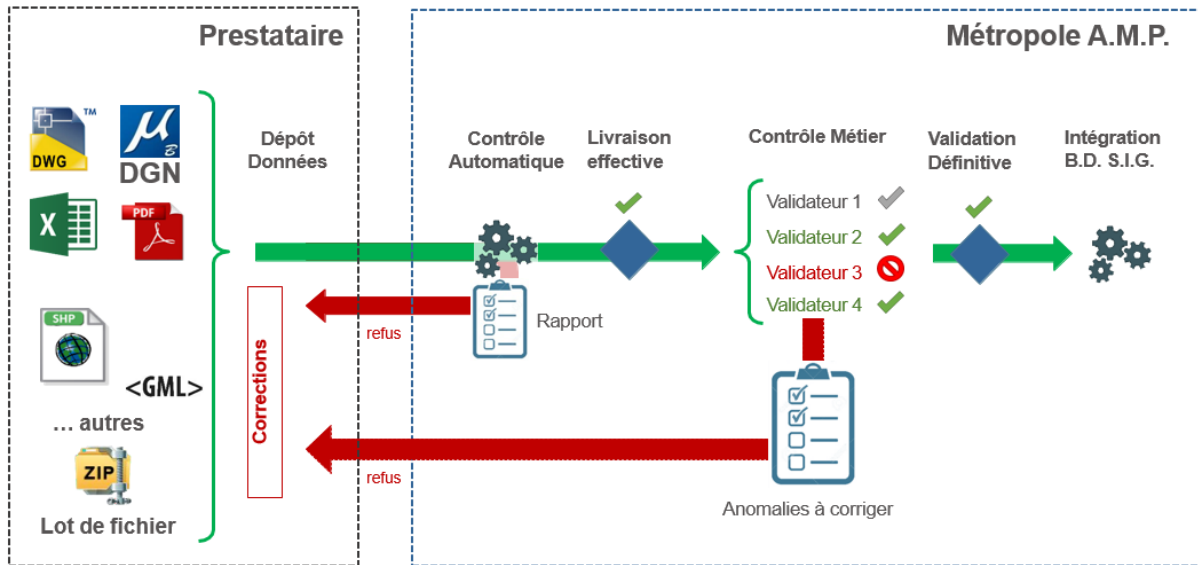 Prestataire
Métropole A.M.P.
DWG
TM
µ
B
DGN
X
PDF
SHP
<GML>
... autres
ZIP
Lot de fichier
Dépôt
Données
Corrections
refus
refus
Contrôle
Automatique
Rapport
Livraison
effective
Contrôle Métier
Validateur 1
Validateur 2
Validateur 3
Validateur 4
Anomalies à corriger
Validation
Définitive
Intégration
B.D. S.I.G.